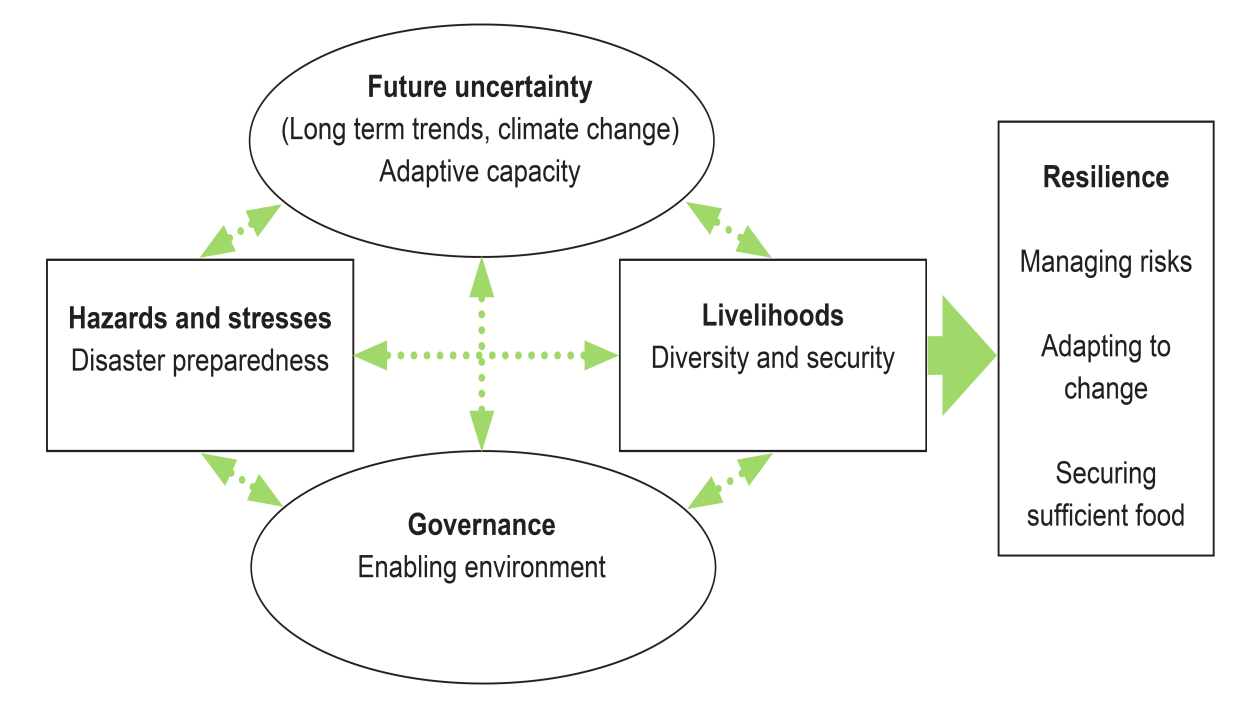 Future uncertainty
(Long term trends, climate change)
Adaptive capacity
Hazards and stresses
Disaster preparedness
Livelihoods
Diversity and security
Governance
Enabling environment
Resilience
Managing risks
Adapting to
change
Securing
sufficient food